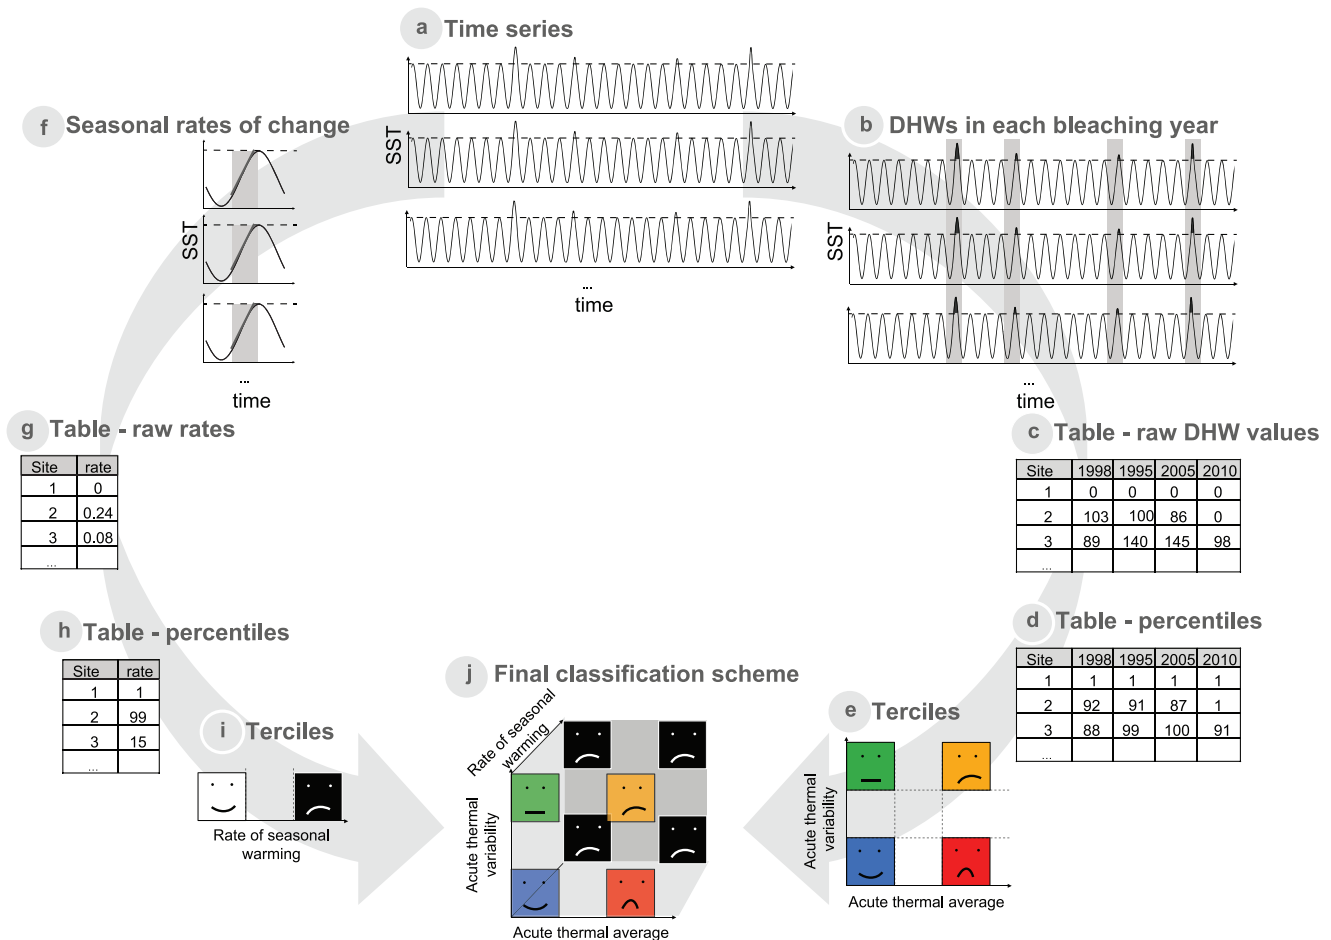 a Time series
SST
...
time
b DHWs in each bleaching year
SST
...
time
c Table - raw DHW values
Site 1998 1995 2005 2010
1 0 0 0 0
2 103 100 86 0
3 89 140 145 98
...
d Table - percentiles
Site 1998 1995 2005 2010
1 1 1 1 1
2 92 91 87 1
3 88 99 100 91
...
e Terciles
Acute thermal
variability
Acute thermal average
f Seasonal rates of change
SST
...
time
g Table - raw rates
Site rate
1 0
2 0.24
3 0.08
...
h Table - percentiles
Site rate
1 1
2 99
3 15
...
i Terciles
Rate of seasonal
warming
j Final classification scheme
Rate of seasonal
warming
Acute thermal
variability
Acute thermal average